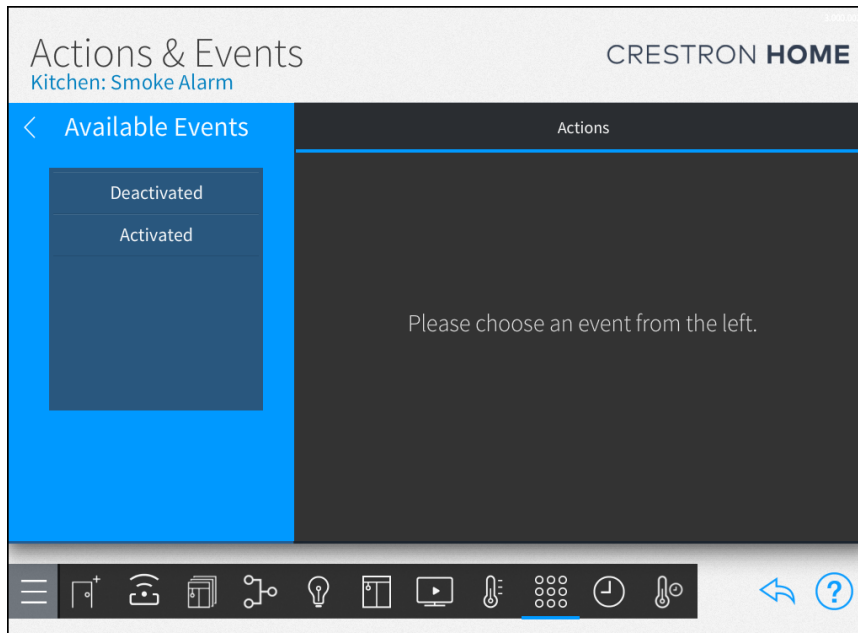 Actions & Events
Kitchen: Smoke Alarm
CRESTRON HOME
Available Events
Actions
Deactivated
Activated
Please choose an event from the left.
?